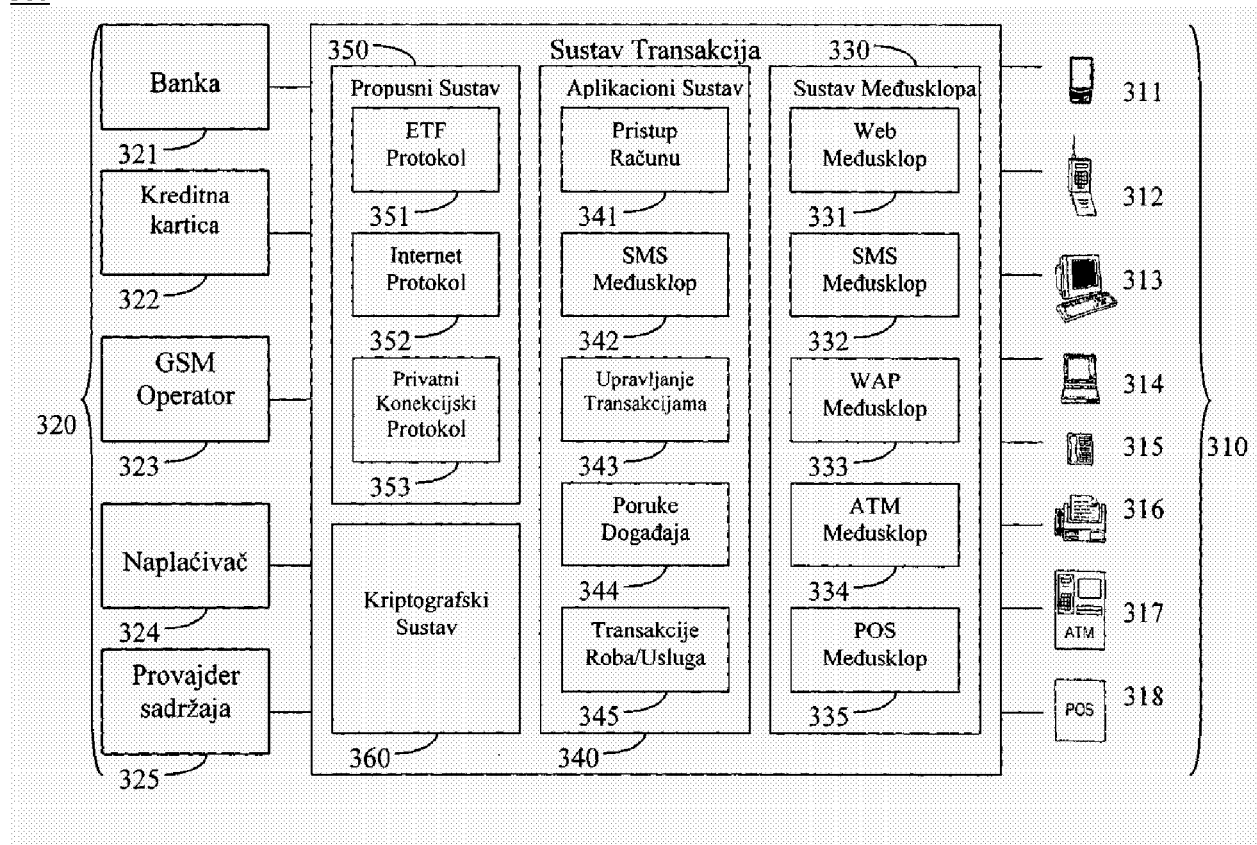 Sustav Transakcija
320
Banka
321
Kreditna
kartica
322
GSM
Operator
323
Naplaćivač
324
Provajder
sadržaja
325
350
Propusni Sustav
ETF
Protokol
351
Internet
Protokol
352
Privatni
Konekcijski
Protokol
353
Kriptografski
Sustav
360
Aplikacioni Sustav
Pristup
Računu
341
SMS
Međusklop
342
Upravljanje
Transakcijama
343
Poruke
Događaja
344
Transakcije
Roba/Usluga
345
340
330
Sustav Međusklopa
Web
Međusklop
331
SMS
Međusklop
332
WAP
Međusklop
333
ATM
Međusklop
334
POS
Međusklop
335
311
312
313
314
315
316
ATM
317
POS
318
310